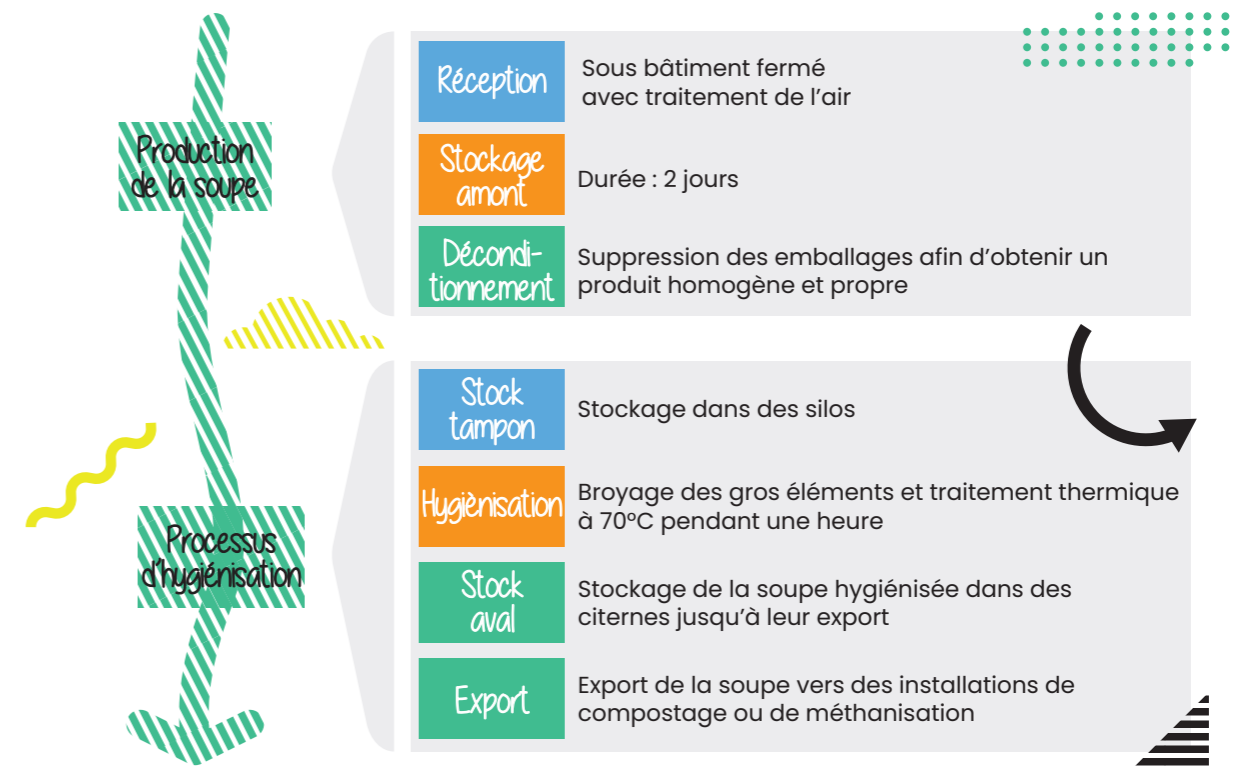 Production
de la soupe
Réception
Sous bâtiment fermé
avec traitement de l'air
Stockage
amont
Durée : 2 jours
Décondi-
tionnement
Suppression des emballages afin d'obtenir un
produit homogène et propre
Processus
d'hygiénisation
Stock
tampon
Stockage dans des silos
Hygiènisation
Broyage des gros éléments et traitement thermique
à 70°C pendant une heure
Stock
aval
Stockage de la soupe hygiénisée dans des
citernes jusqu'à leur export
Export
Export de la soupe vers des installations de
compostage ou de méthanisation